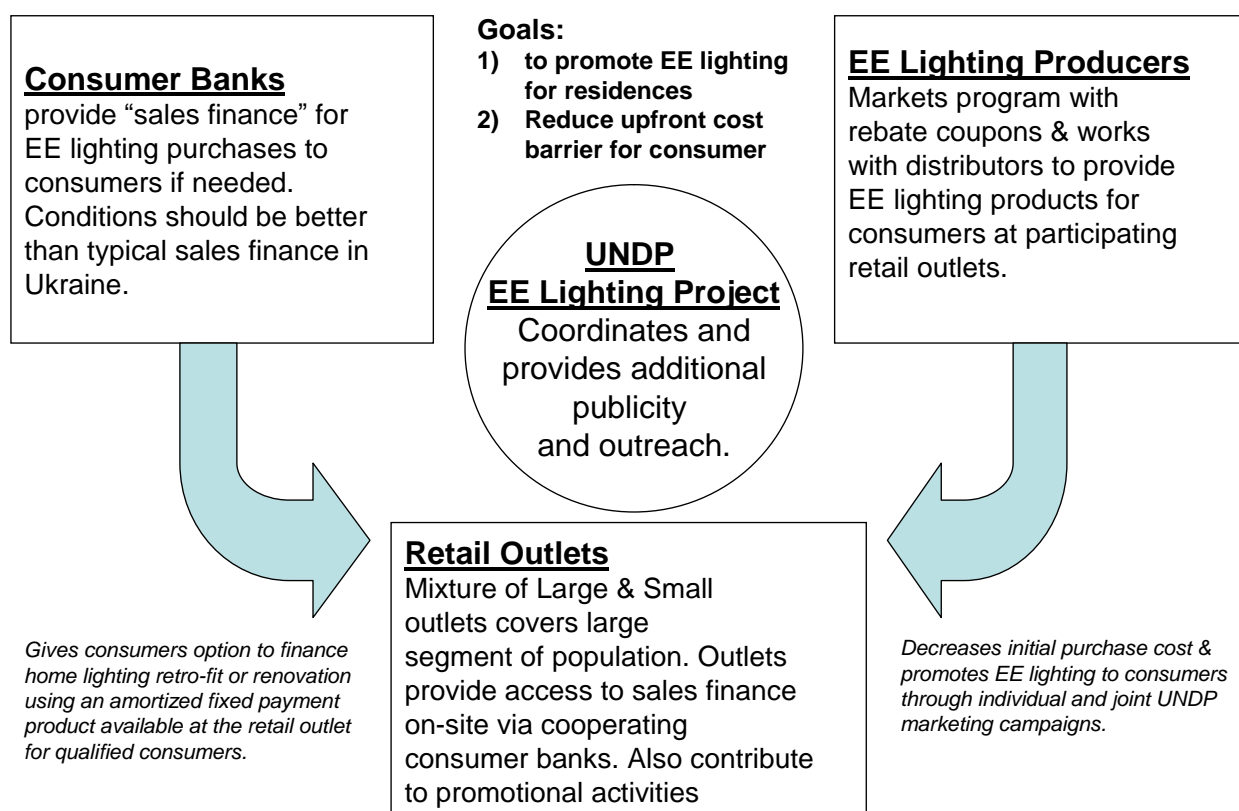 Goals:
1) to promote EE lighting
for residences
2) Reduce upfront cost
barrier for consumer
Consumer Banks
provide “sales finance” for
EE lighting purchases to
consumers if needed.
Conditions should be better
than typical sales finance in
Ukraine.
UNDP
EE Lighting Project
Coordinates and
provides additional
publicity
and outreach.
EE Lighting Producers
Markets program with
rebate coupons & works
with distributors to provide
EE lighting products for
consumers at participating
retail outlets.
Gives consumers option to finance
home lighting retro-fit or renovation
using an amortized fixed payment
product available at the retail outlet
for qualified consumers.
Retail Outlets
Mixture of Large & Small
outlets covers large
segment of population. Outlets
provide access to sales finance
on-site via cooperating
consumer banks. Also contribute
to promotional activities
Decreases initial purchase cost &
promotes EE lighting to consumers
through individual and joint UNDP
marketing campaigns.